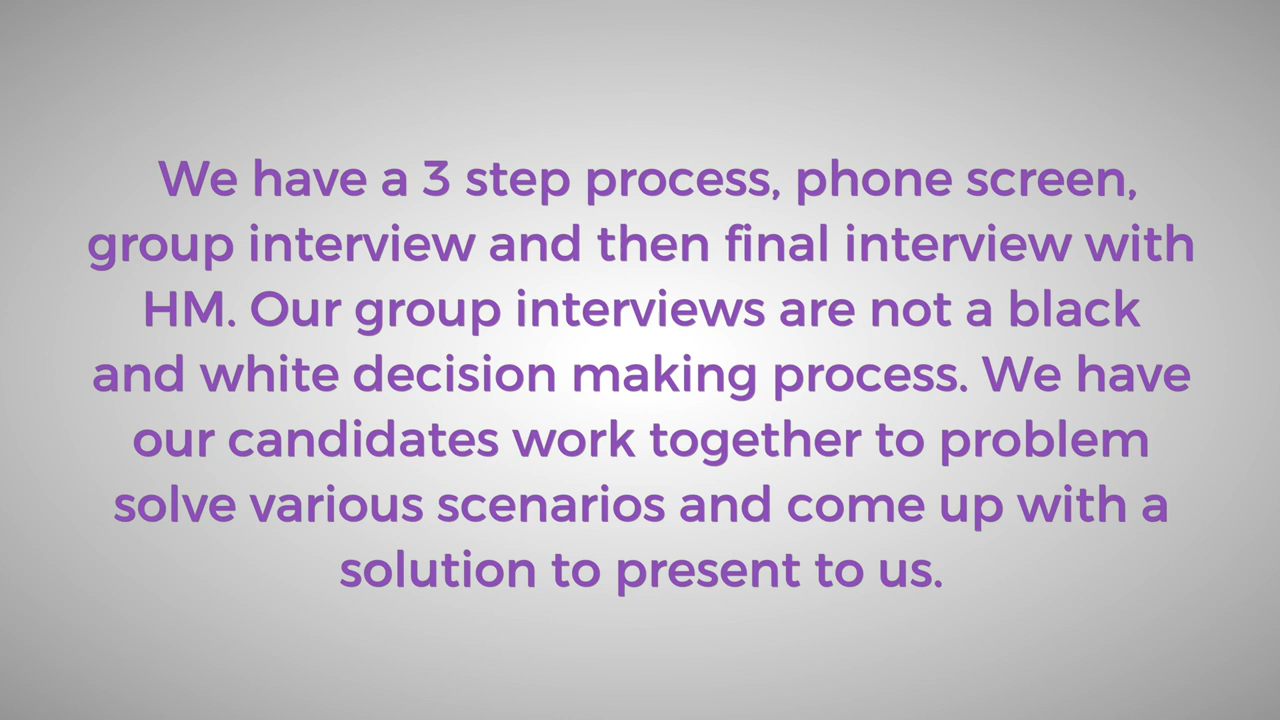 We have a 3 step process, phone screen,
group interview and then final interview with
HM. Our group interviews are not a black
and white decision making process. We have
our candidates work together to problem
solve various scenarios and come up with a
solution to present to us.